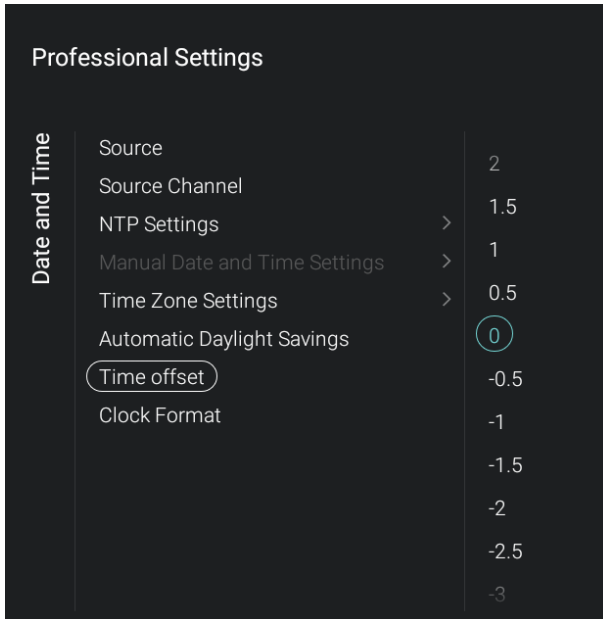 Professional Settings
Date and Time
Source
Source Channel
NTP Settings
Manual Date and Time Settings
Time Zone Settings
Automatic Daylight Savings
Time offset
Clock Format
2
1.5
1
0.5
0
-0.5
-1
-1.5
-2
-2.5
-3